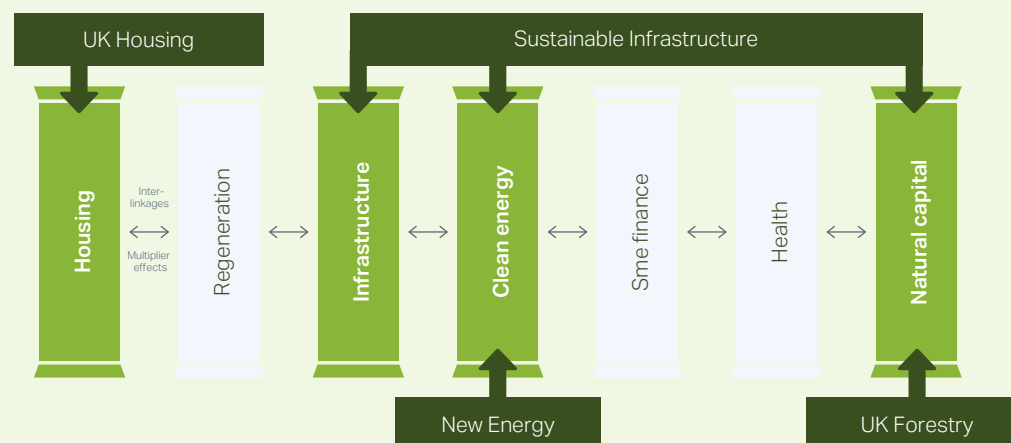 UK Housing
Sustainable Infrastructure
Housing
Inter-
linkages
Multiplier
effects
Regeneration
Infrastructure
Clean energy
Sme finance
Health
Natural capital
New Energy
UK Forestry